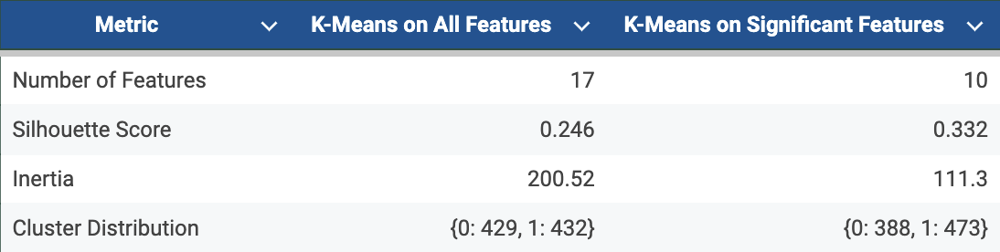 Metric K-Means on All Features K-Means on Significant Features
Number of Features 17 10
Silhouette Score 0.246 0.332
Inertia 200.52 111.3
Cluster Distribution {0: 429, 1: 432} {0: 388, 1: 473}